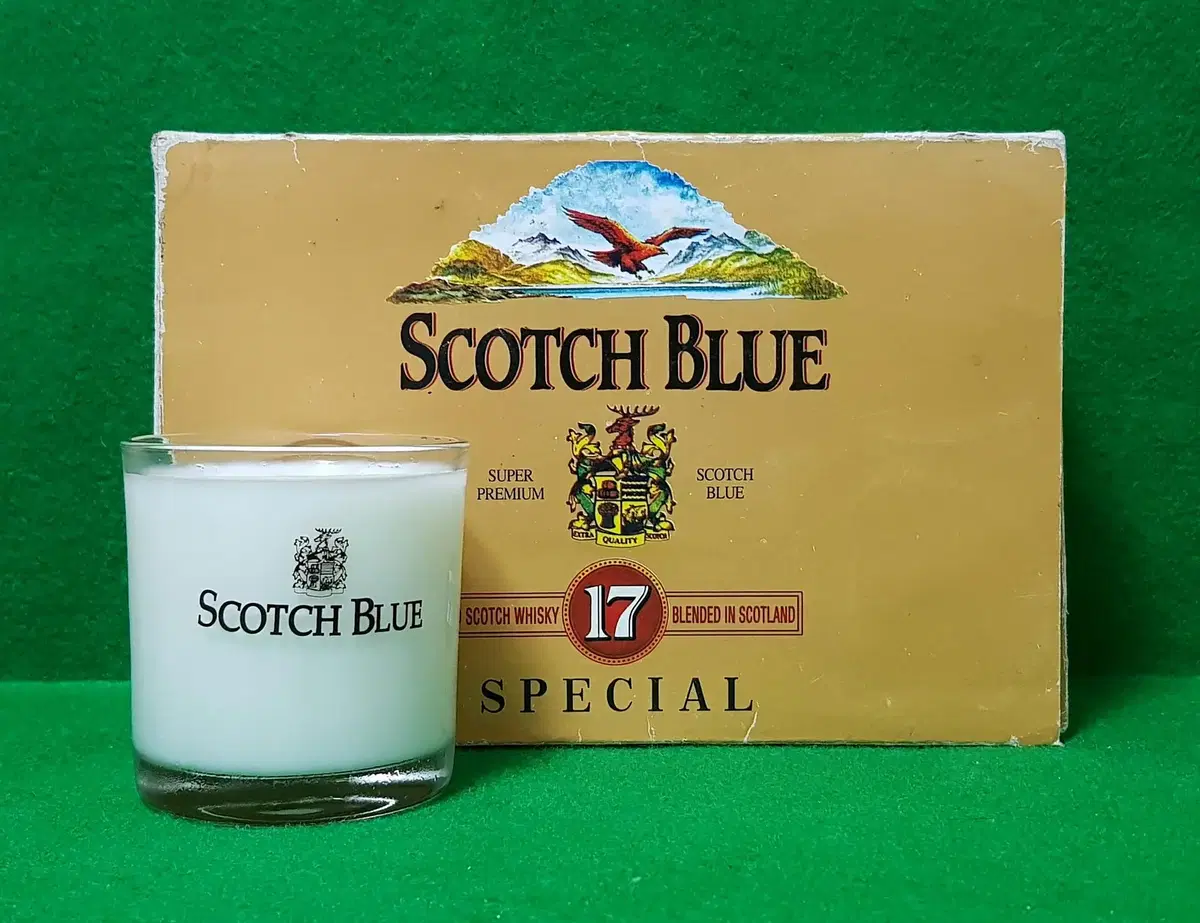 SCOTCH BLUE
SUPER
PREMIUM
SCOTCH
BLUE
EXTRA QUALITY SCOTCH
SCOTCH WHISKY 17 BLENDED IN SCOTLAND
SPECIAL
SCOTCH BLUE